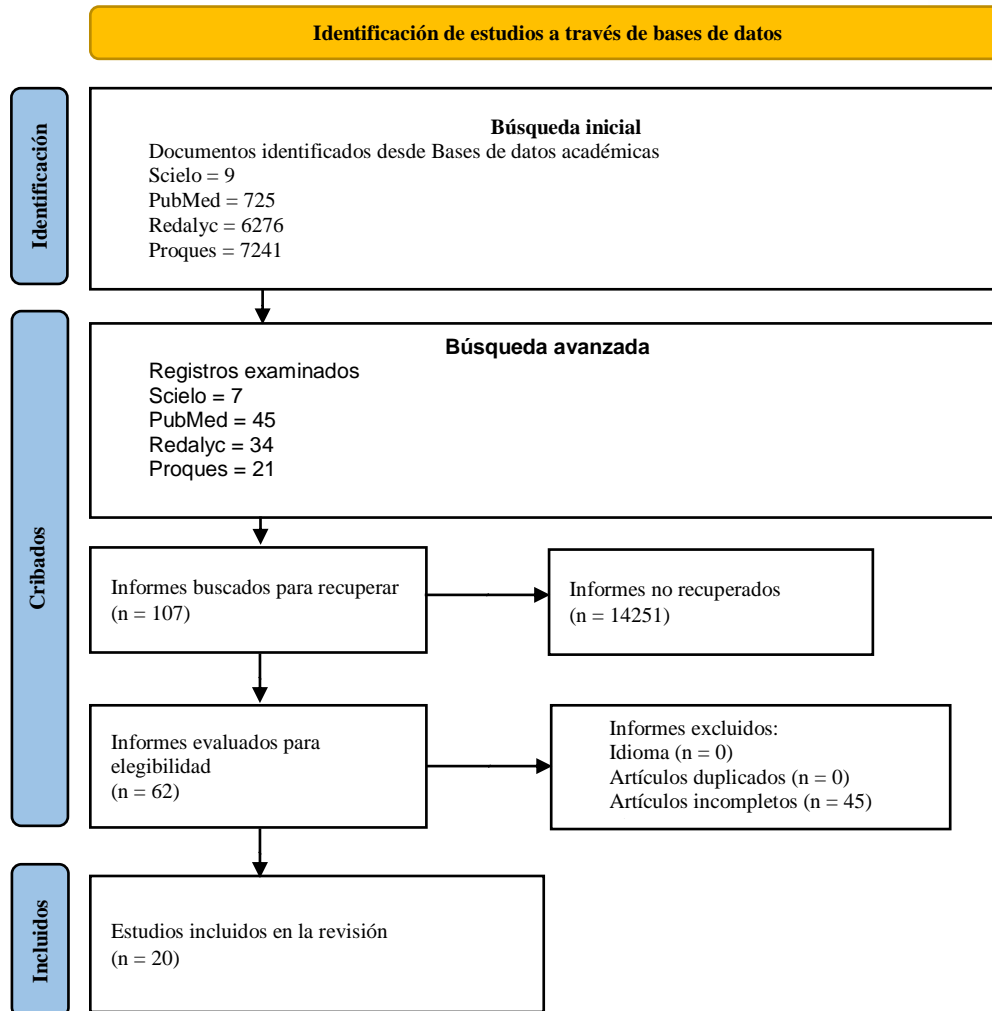 Identificación de estudios a través de bases de datos
Identificación
Búsqueda inicial
Documentos identificados desde Bases de datos académicas
Scielo = 9
PubMed = 725
Redalyc = 6276
Proques = 7241
Cribados
Búsqueda avanzada
Registros examinados
Scielo = 7
PubMed = 45
Redalyc = 34
Proques = 21
Informes buscados para recuperar
(n = 107)
Informes no recuperados
(n = 14251)
Informes evaluados para
elegibilidad
(n = 62)
Informes excluidos:
Idioma (n = 0)
Artículos duplicados (n = 0)
Artículos incompletos (n = 45)
Incluidos
Estudios incluidos en la revisión
(n = 20)